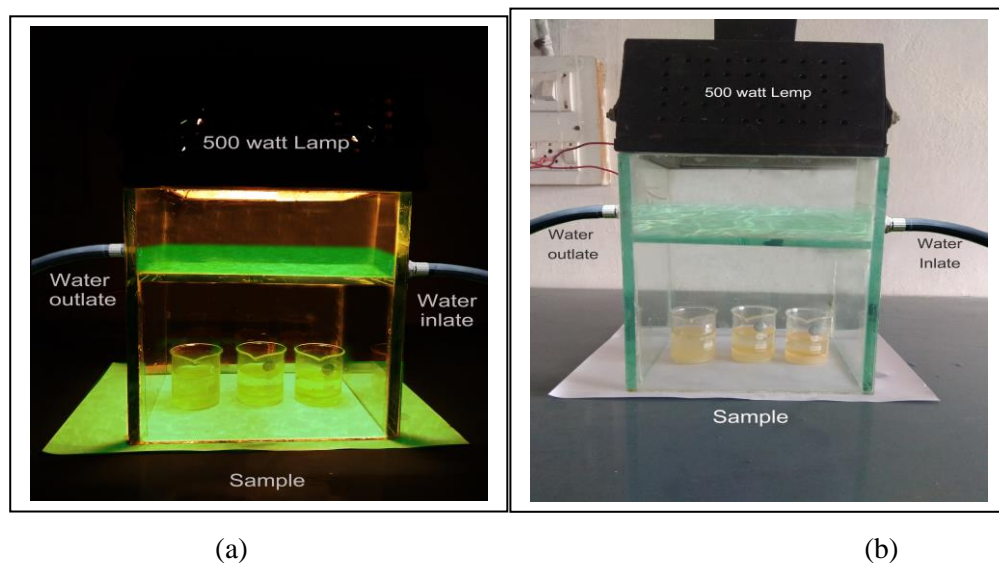 500 watt Lamp
Water
outlate
Water
inlate
Sample
(a)
500 watt Lemp
Water
outlate
Water
Inlate
Sample
(b)